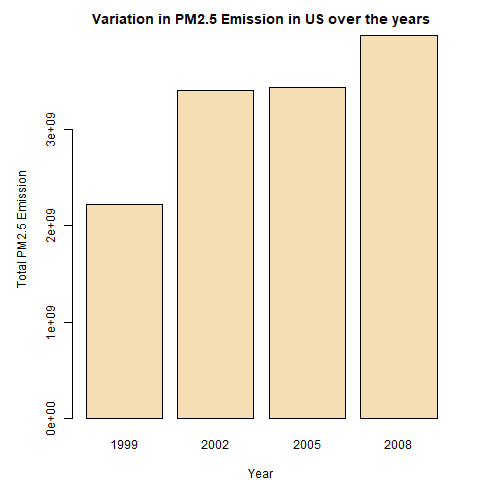 Variation in PM2.5 Emission in US over the years
Total PM2.5 Emission
3e+09
2e+09
1e+09
0e+00
1999 2002 2005 2008
Year